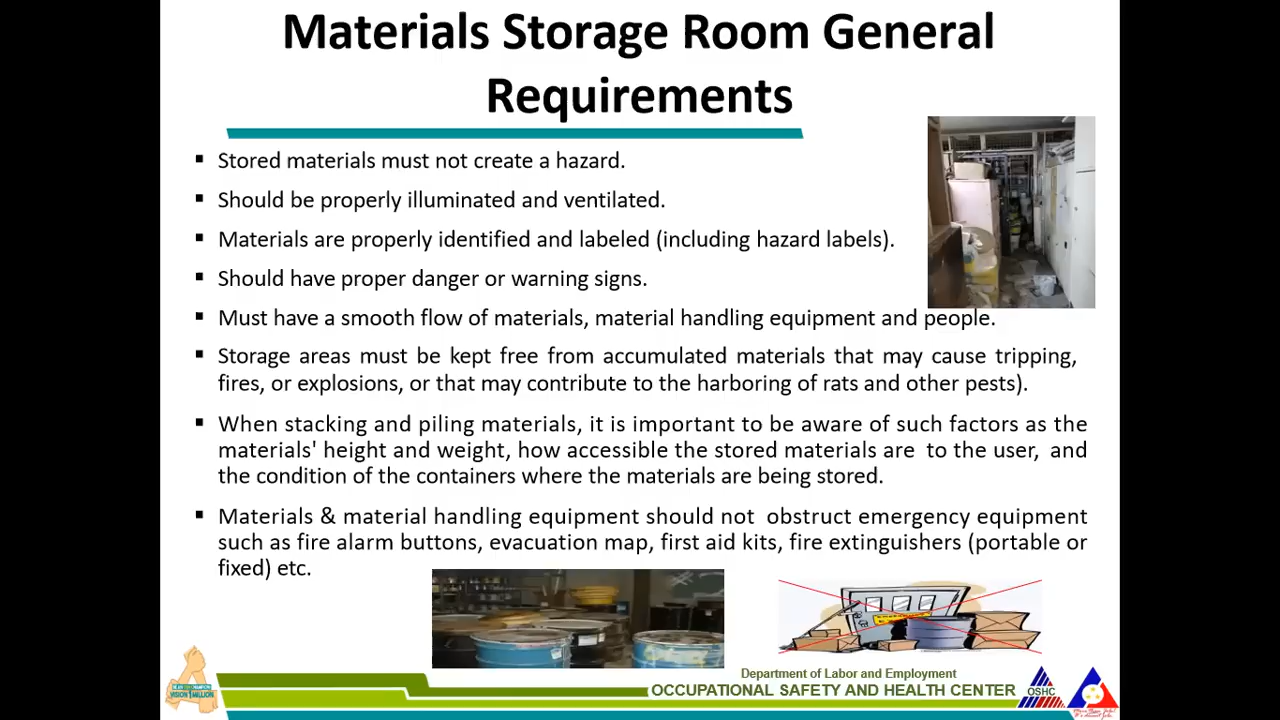 Materials Storage Room General
Requirements
▪ Stored materials must not create a hazard.
▪ Should be properly illuminated and ventilated.
▪ Materials are properly identified and labeled (including hazard labels).
▪ Should have proper danger or warning signs.
▪ Must have a smooth flow of materials, material handling equipment and people.
▪ Storage areas must be kept free from accumulated materials that may cause tripping,
fires, or explosions, or that may contribute to the harboring of rats and other pests).
▪ When stacking and piling materials, it is important to be aware of such factors as the
materials' height and weight, how accessible the stored materials are to the user, and
the condition of the containers where the materials are being stored.
▪ Materials & material handling equipment should not obstruct emergency equipment
such as fire alarm buttons, evacuation map, first aid kits, fire extinguishers (portable or
fixed) etc.
VISION 1 MILLION
Department of Labor and Employment
OCCUPATIONAL SAFETY AND HEALTH CENTER
OSHC